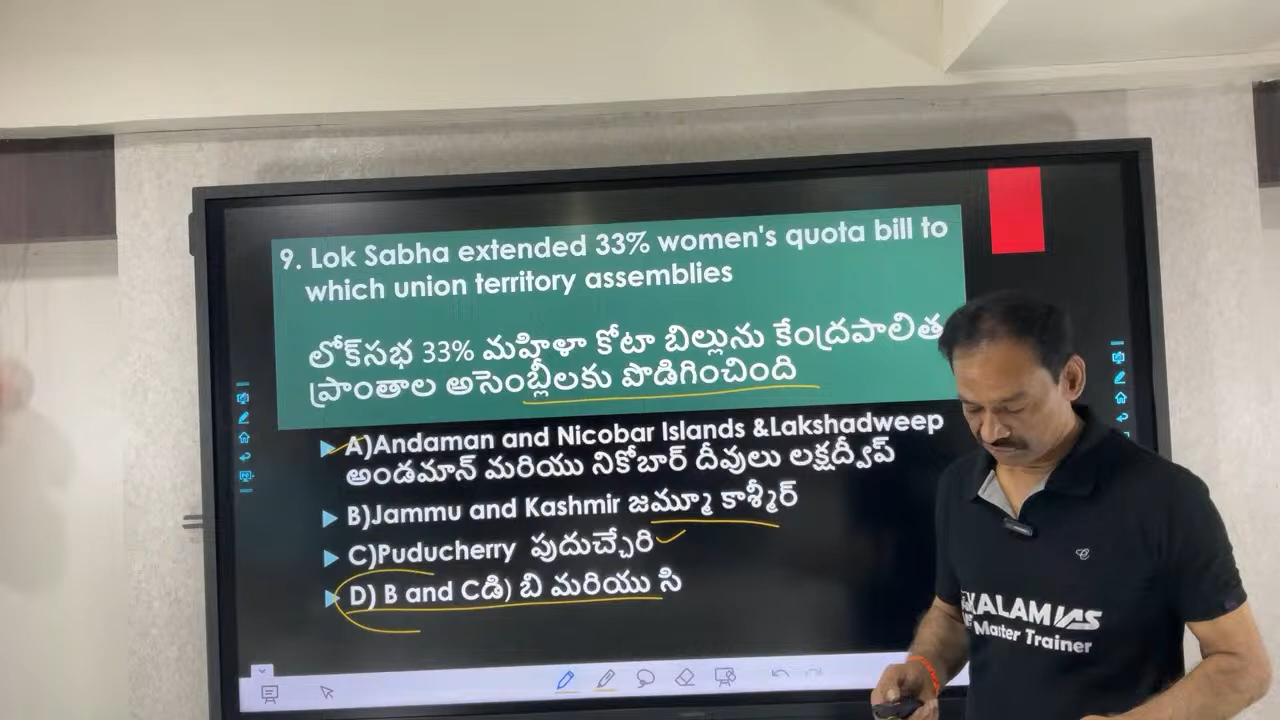 9. Lok Sabha extended 33% women's quota bill to
which union territory assemblies
లోక్‌సభ 33% మహిళా కోటా బిల్లును కేంద్రపాలిత
ప్రాంతాల అసెంబ్లీలకు పొడిగించింది
A)Andaman and Nicobar Islands &Lakshadweep
అండమాన్ మరియు నికోబార్ దీవులు లక్షద్వీప్
B)Jammu and Kashmir జమ్మూ కాశ్మీర్
C)Puducherry పుదుచ్చేరి
D) B and Cడి) బి మరియు సి
KALAM IAS
Master Trainer